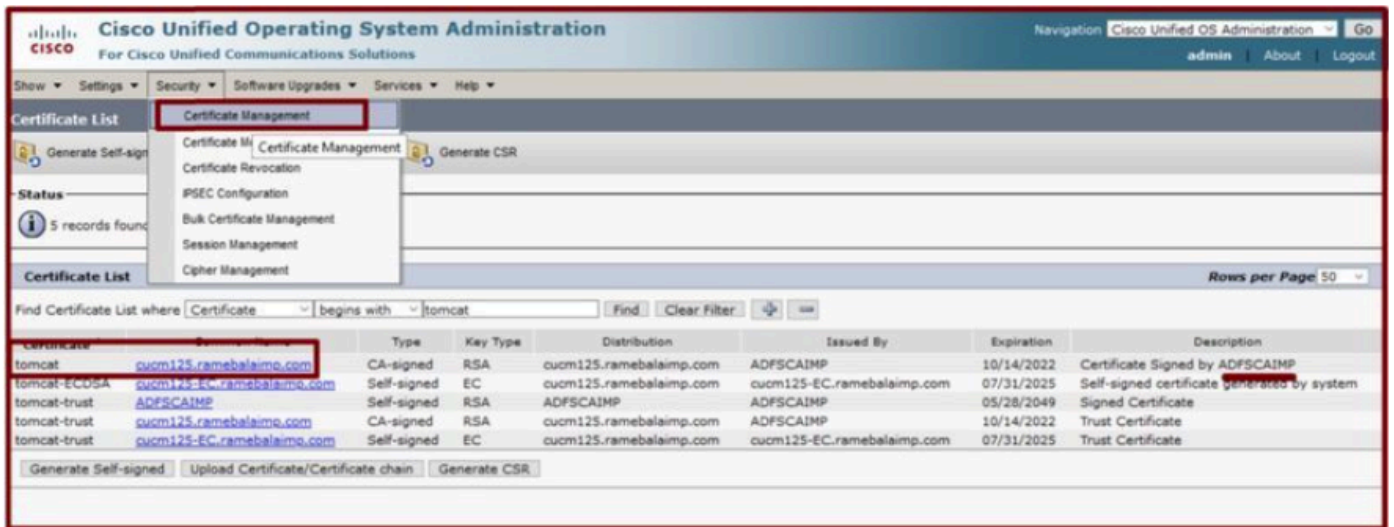 Cisco Unified Operating System Administration
Navigation Cisco Unified OS Administration Go
CISCO For Cisco Unified Communications Solutions
admin About Logout
Show Settings Security Software Upgrades Services Help
Certificate List
Certificate Management
Generate Self-sign
Certificate M
Certificate Management
Generate CSR
Certificate Revocation
Status
IPSEC Configuration
5 records found
Bulk Certificate Management
Session Management
Cipher Management
Certificate List Rows per Page 50
Find Certificate List where Certificate begins with tomcat Find Clear Filter
Certificate Common Name Type Key Type Distribution Issued By Expiration Description
tomcat cucm125.ramebalaimp.com CA-signed RSA cucm125.ramebalaimp.com ADFSCAIMP 10/14/2022 Certificate Signed by ADFSCAIMP
tomcat-ECDSA cucm125-EC.ramebalaimp.com Self-signed EC cucm125.ramebalaimp.com cucm125-EC.ramebalaimp.com 07/31/2025 Self-signed certificate generated by system
tomcat-trust ADFSCAIMP Self-signed RSA ADFSCAIMP ADFSCAIMP 05/28/2049 Signed Certificate
tomcat-trust cucm125.ramebalaimp.com CA-signed RSA cucm125.ramebalaimp.com ADFSCAIMP 10/14/2022 Trust Certificate
tomcat-trust cucm125-EC.ramebalaimp.com Self-signed EC cucm125.ramebalaimp.com cucm125-EC.ramebalaimp.com 07/31/2025 Trust Certificate
Generate Self-signed Upload Certificate/Certificate chain Generate CSR